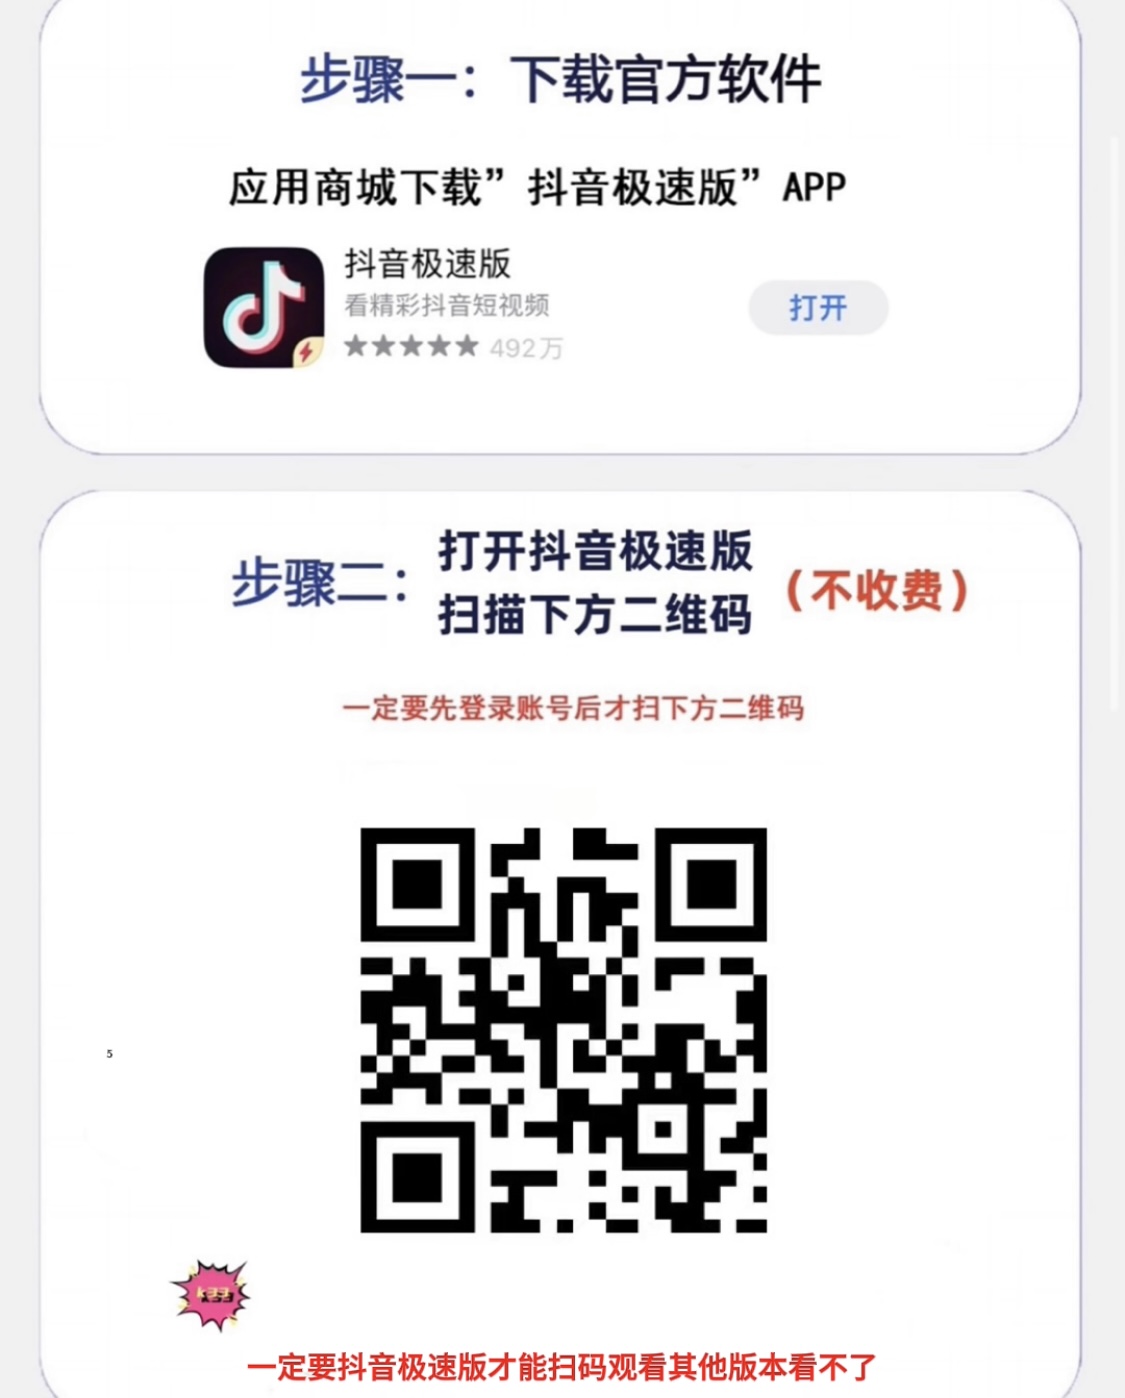 步骤一：下载官方软件
应用商城下载”抖音极速版”APP
抖音极速版
看精彩抖音短视频
492万
打开
步骤二：
打开抖音极速版
扫描下方二维码
（不收费）
一定要先登录账号后才扫下方二维码
5
k33
一定要抖音极速版才能扫码观看其他版本看不了